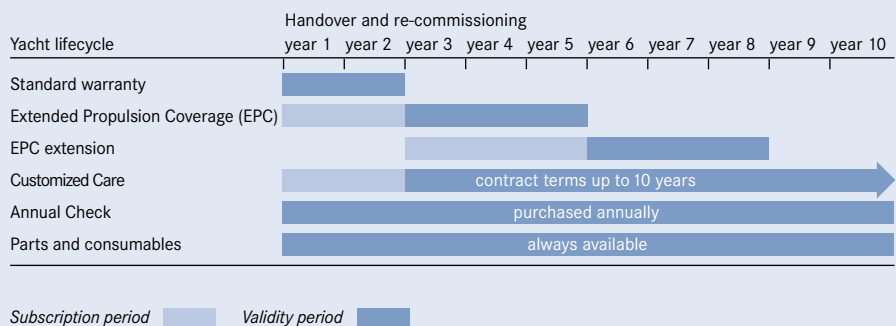 Handover and re-commissioning
Yacht lifecycle year 1 year 2 year 3 year 4 year 5 year 6 year 7 year 8 year 9 year 10
Standard warranty
Extended Propulsion Coverage (EPC)
EPC extension
Customized Care contract terms up to 10 years
Annual Check purchased annually
Parts and consumables always available
Subscription period Validity period